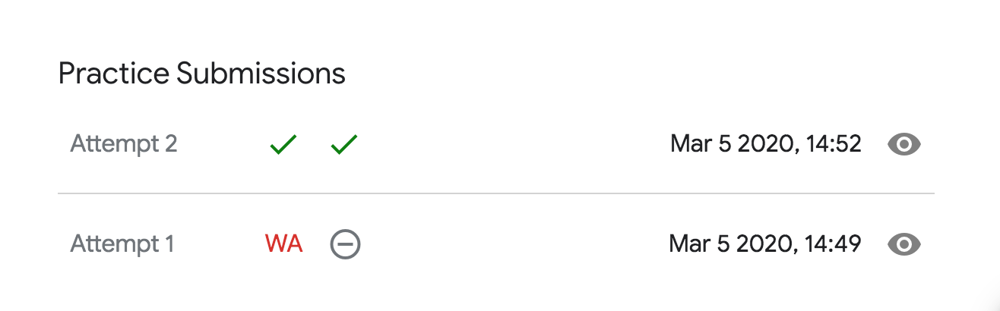 Practice Submissions
Attempt 2 Mar 5 2020, 14:52
Attempt 1 WA Mar 5 2020, 14:49